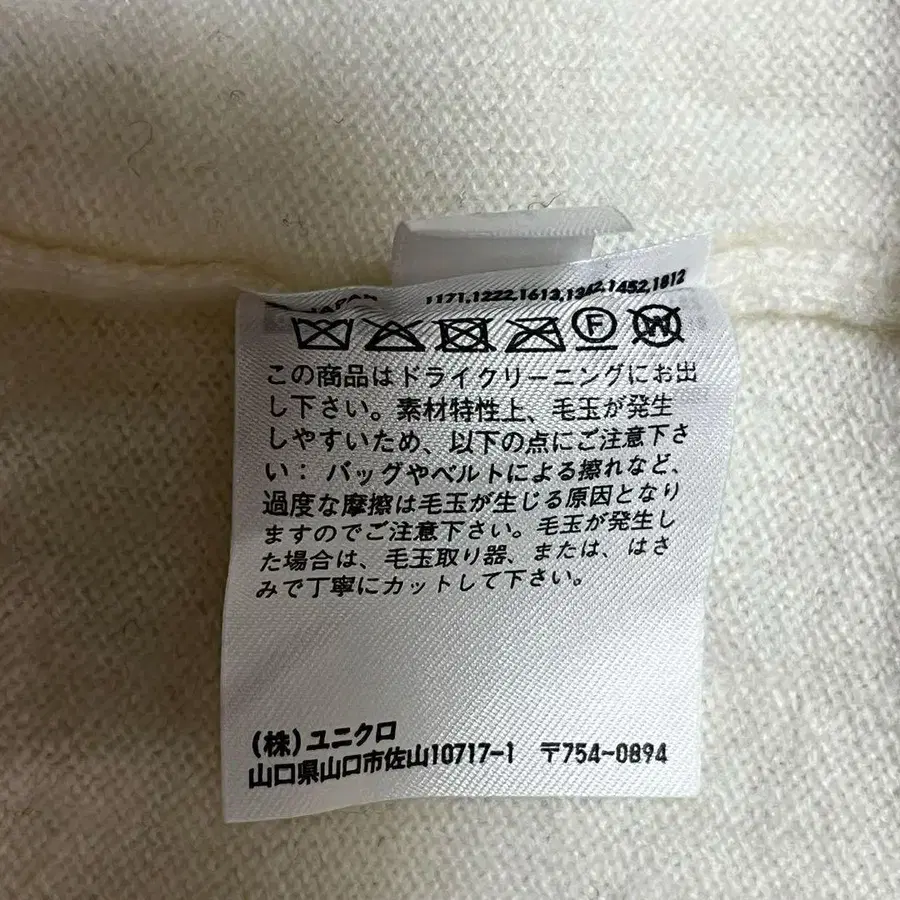 JAPAN 1171,1222,1613,1342,1452,1812
F W
この商品はドライクリーニングにお出
し下さい。素材特性上、毛玉が発生
しやすいため、以下の点にご注意下さ
い：バッグやベルトによる擦れなど、
過度な摩擦は毛玉が生じる原因となり
ますのでご注意下さい。毛玉が発生し
た場合は、毛玉取り器、または、はさ
みで丁寧にカットして下さい。
(株)ユニクロ
山口県山口市佐山10717-1 〒754-0894